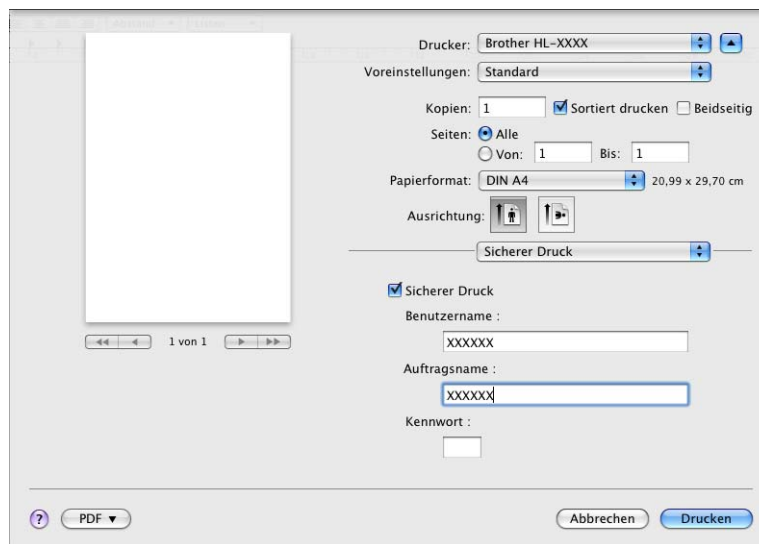 Drucker: Brother HL-XXXX
Voreinstellungen: Standard
Kopien: 1 Sortiert drucken Beidseitig
Seiten: Alle
Von: 1 Bis: 1
Papierformat: DIN A4 20,99 x 29,70 cm
Ausrichtung:
Sicherer Druck
Sicherer Druck
Benutzername :
XXXXXX
1 von 1
Auftragsname :
XXXXXX
Kennwort :
? PDF Abbrechen Drucken